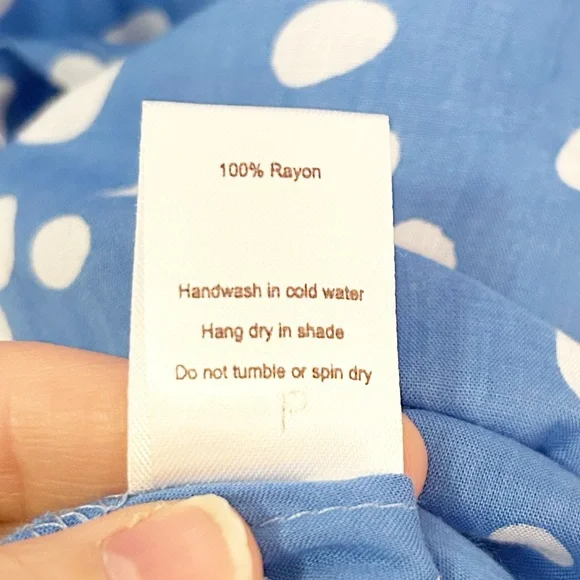 100% Rayon
Handwash in cold water
Hang dry in shade
Do not tumble or spin dry
P